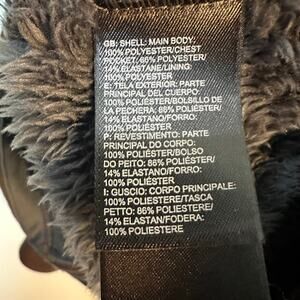 GB: SHELL: MAIN BODY:
100% POLYESTER/CHEST
POCKET: 86% POLYESTER/
14% ELASTANE/LINING:
100% POLYESTER
E: TELA EXTERIOR: PARTE
PRINCIPAL DEL CUERPO:
100% POLIÉSTER/BOLSILLO DE
LA PECHERA: 86% POLIÉSTER/
14% ELASTANO/FORRO:
100% POLIÉSTER
P: REVESTIMENTO: PARTE
PRINCIPAL DO CORPO:
100% POLIÉSTER/BOLSO
DO PEITO: 86% POLIÉSTER/
14% ELASTANO/FORRO:
100% POLIÉSTER
I: GUSCIO: CORPO PRINCIPALE:
100% POLIESTERE/TASCA
PETTO: 86% POLIESTERE/
14% ELASTAN/FODERA:
100% POLIESTERE